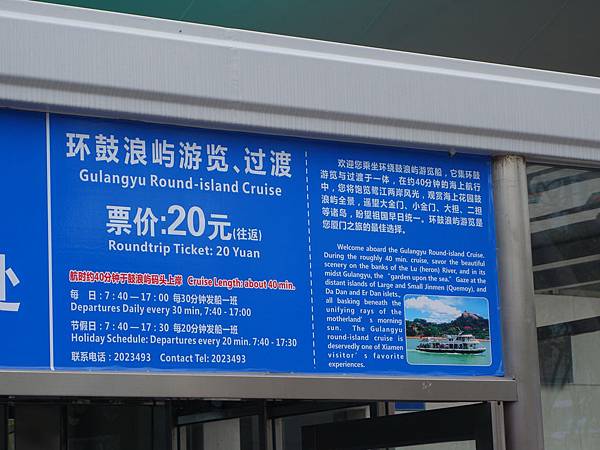 处
环鼓浪屿游览、过渡
Gulangyu Round-island Cruise
票价:20元(往返)
Roundtrip Ticket: 20 Yuan
航时约40分钟于鼓浪屿码头上岸 Cruise Length: about 40 min.
每 日：7：40—17：00 每30分钟发船一班
Departures Daily every 30 min, 7:40 - 17:00
节假日：7：40—17：30 每20分钟发船一班
Holiday Schedule: Departures every 20 min. 7:40 - 17:30
联系电话：2023493 Contact Tel: 2023493
欢迎您乘坐环绕鼓浪屿游览船，它集环鼓
游览与过渡于一体，在约40分钟的海上航行
中，您将饱览鹭江两岸风光，观赏海上花园鼓
浪屿全景，遥望大金门、小金门、大担、二担
等诸岛，盼望祖国早日统一。环鼓浪屿游览是
您厦门之旅的最佳选择。
Welcome aboard the Gulangyu Round-island Cruise.
During the roughly 40 min. cruise, savor the beautiful
scenery on the banks of the Lu (heron) River, and in its
midst Gulangyu, the “garden upon the sea.” Gaze at the
distant islands of Large and Small Jinmen (Quemoy), and
Da Dan and Er Dan islets,
all basking beneath the
unifying rays of the
motherland’s morning
sun. The Gulangyu
round-island cruise is
deservedly one of Xiamen
visitor’s favorite
experiences.